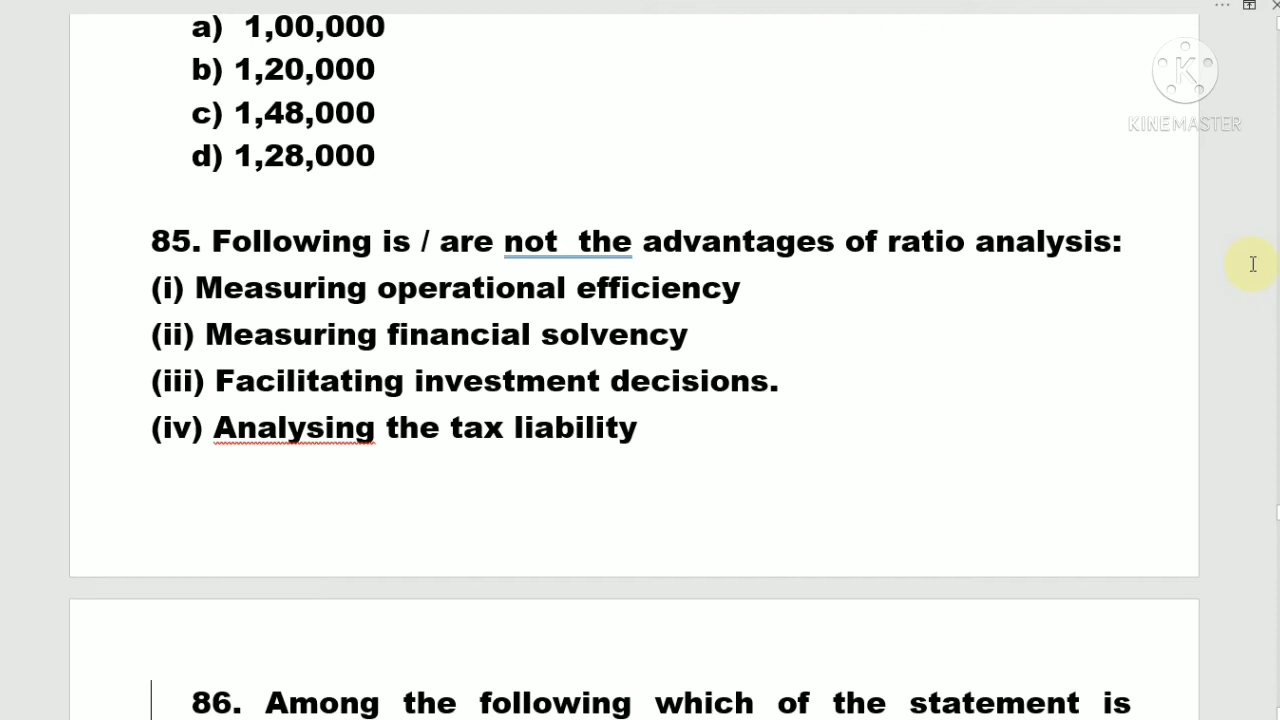 a) 1,00,000
b) 1,20,000
c) 1,48,000
d) 1,28,000
KINEMASTER
85. Following is / are not the advantages of ratio analysis:
(i) Measuring operational efficiency
(ii) Measuring financial solvency
(iii) Facilitating investment decisions.
(iv) Analysing the tax liability
86. Among the following which of the statement is